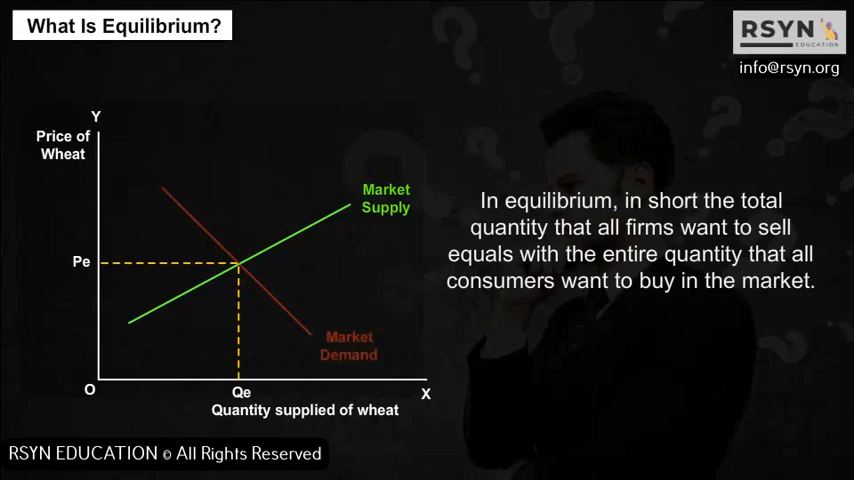 What Is Equilibrium?
RSYN
EDUCATION
info@rsyn.org
Y
Price of
Wheat
Market
Supply
Pe
Market
Demand
O
Qe
X
Quantity supplied of wheat
In equilibrium, in short the total
quantity that all firms want to sell
equals with the entire quantity that all
consumers want to buy in the market.
RSYN EDUCATION © All Rights Reserved